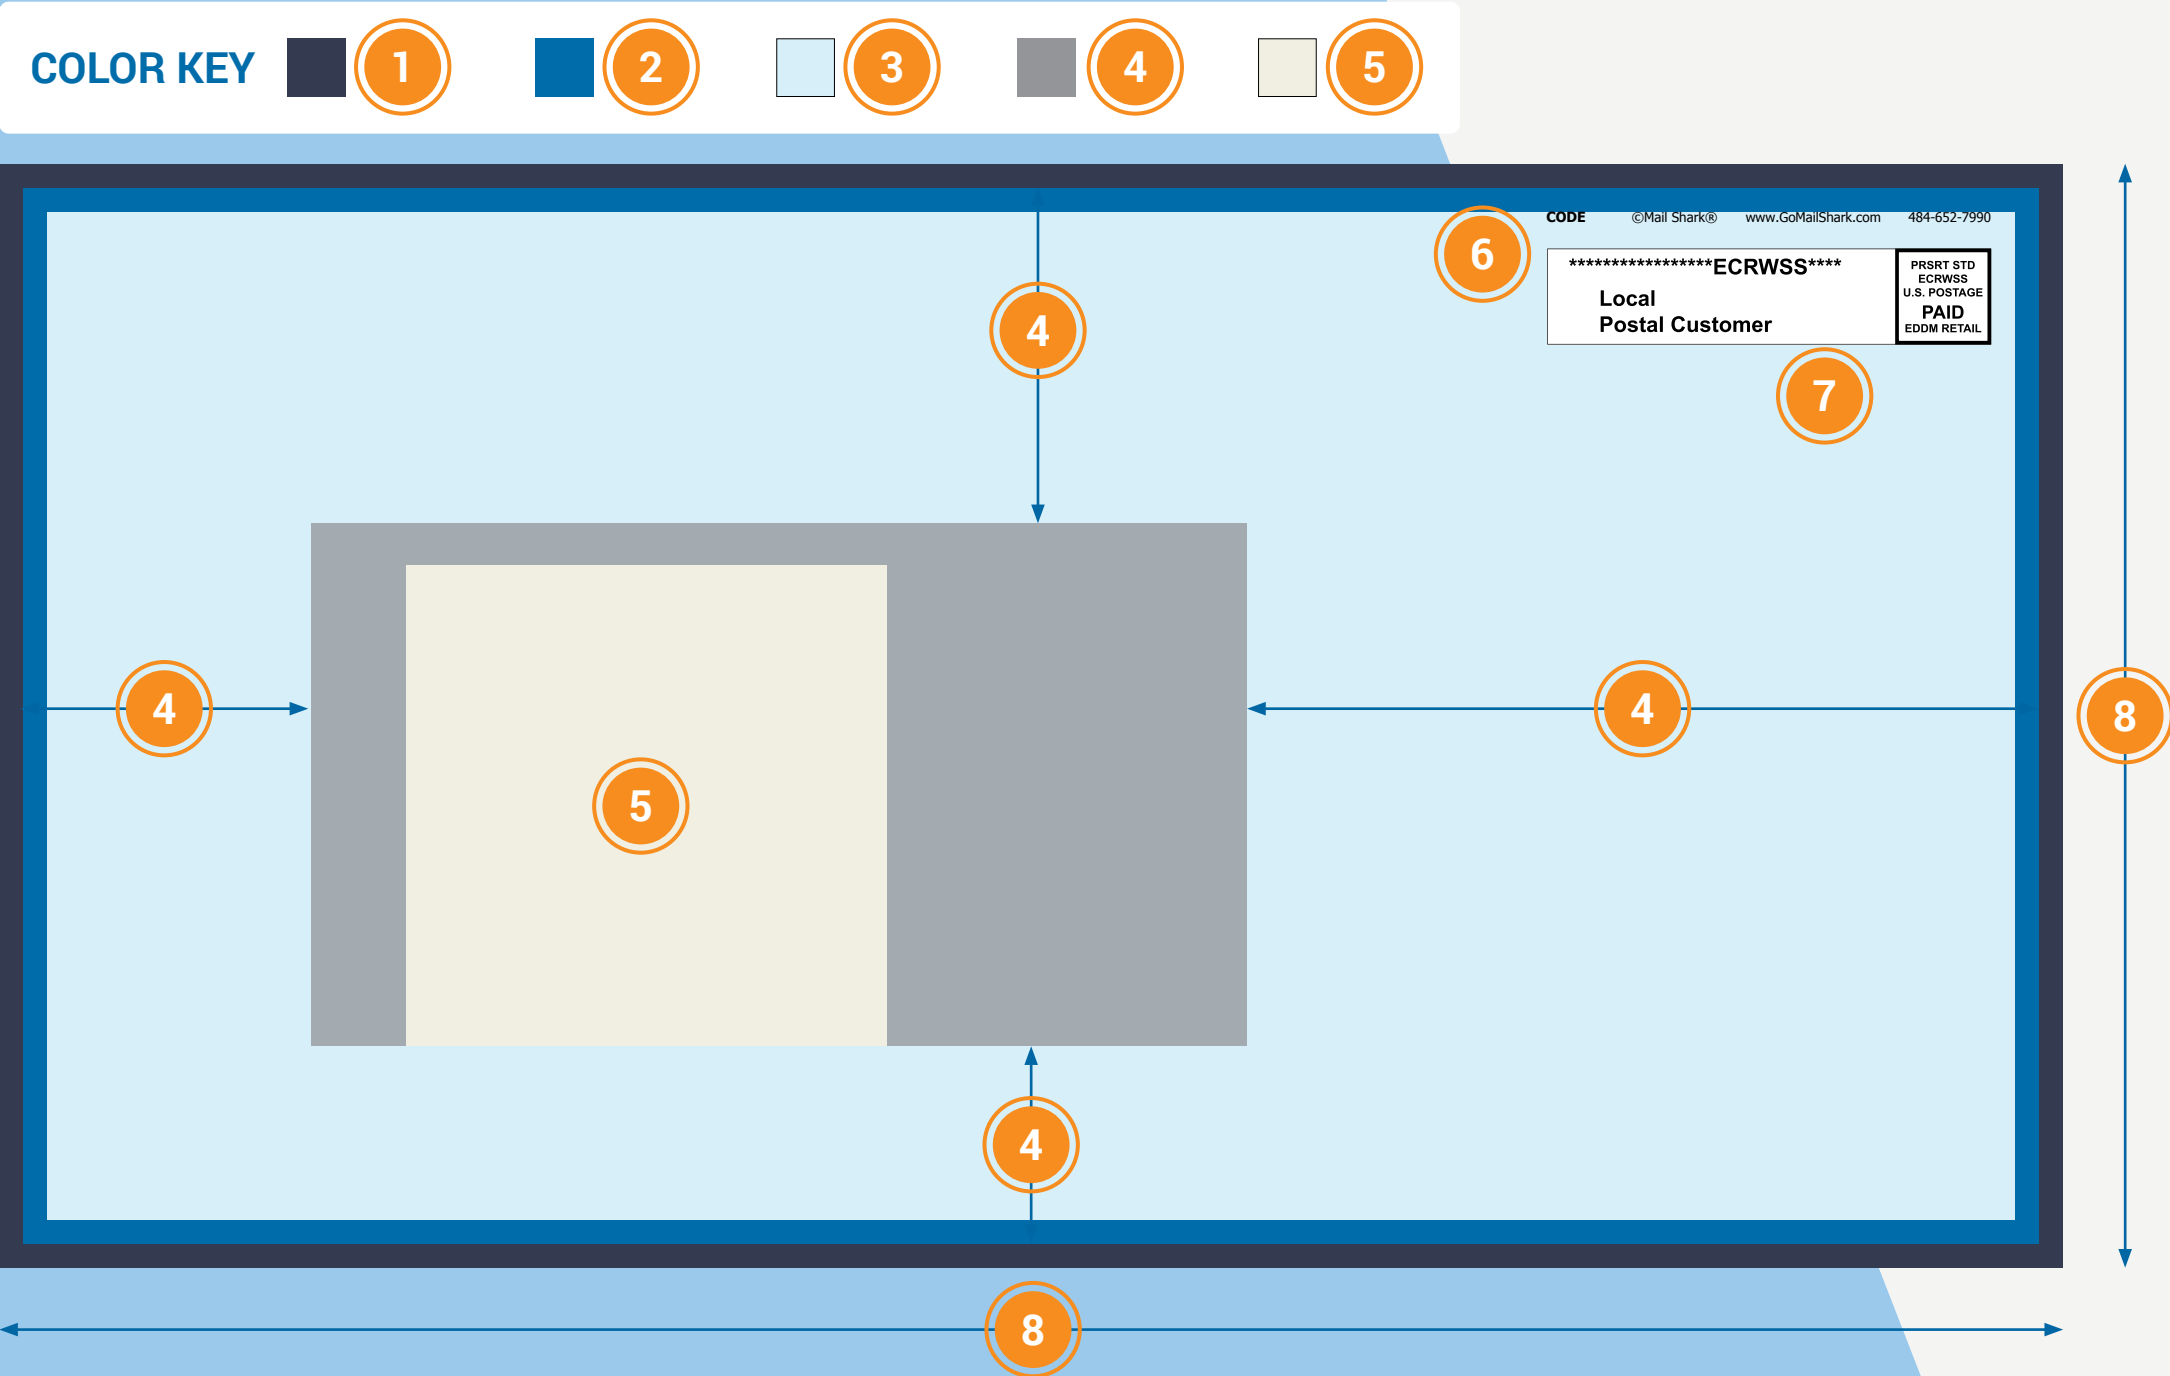 COLOR KEY 1 2 3 4 5
CODE ©Mail Shark® www.GoMailShark.com 484-652-7990
6
*****************ECRWSS****
Local
Postal Customer
PRSRT STD
ECRWSS
U.S. POSTAGE
PAID
EDDM RETAIL
4
7
4
4
8
5
4
8